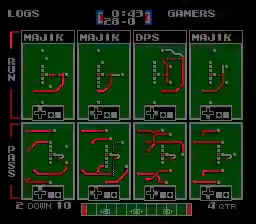 LOGS 0:43 GAMERS
28-0
MAJIK MAJIK DPS MAJIK
RUN
PASS
2 DOWN 10 4 QTR